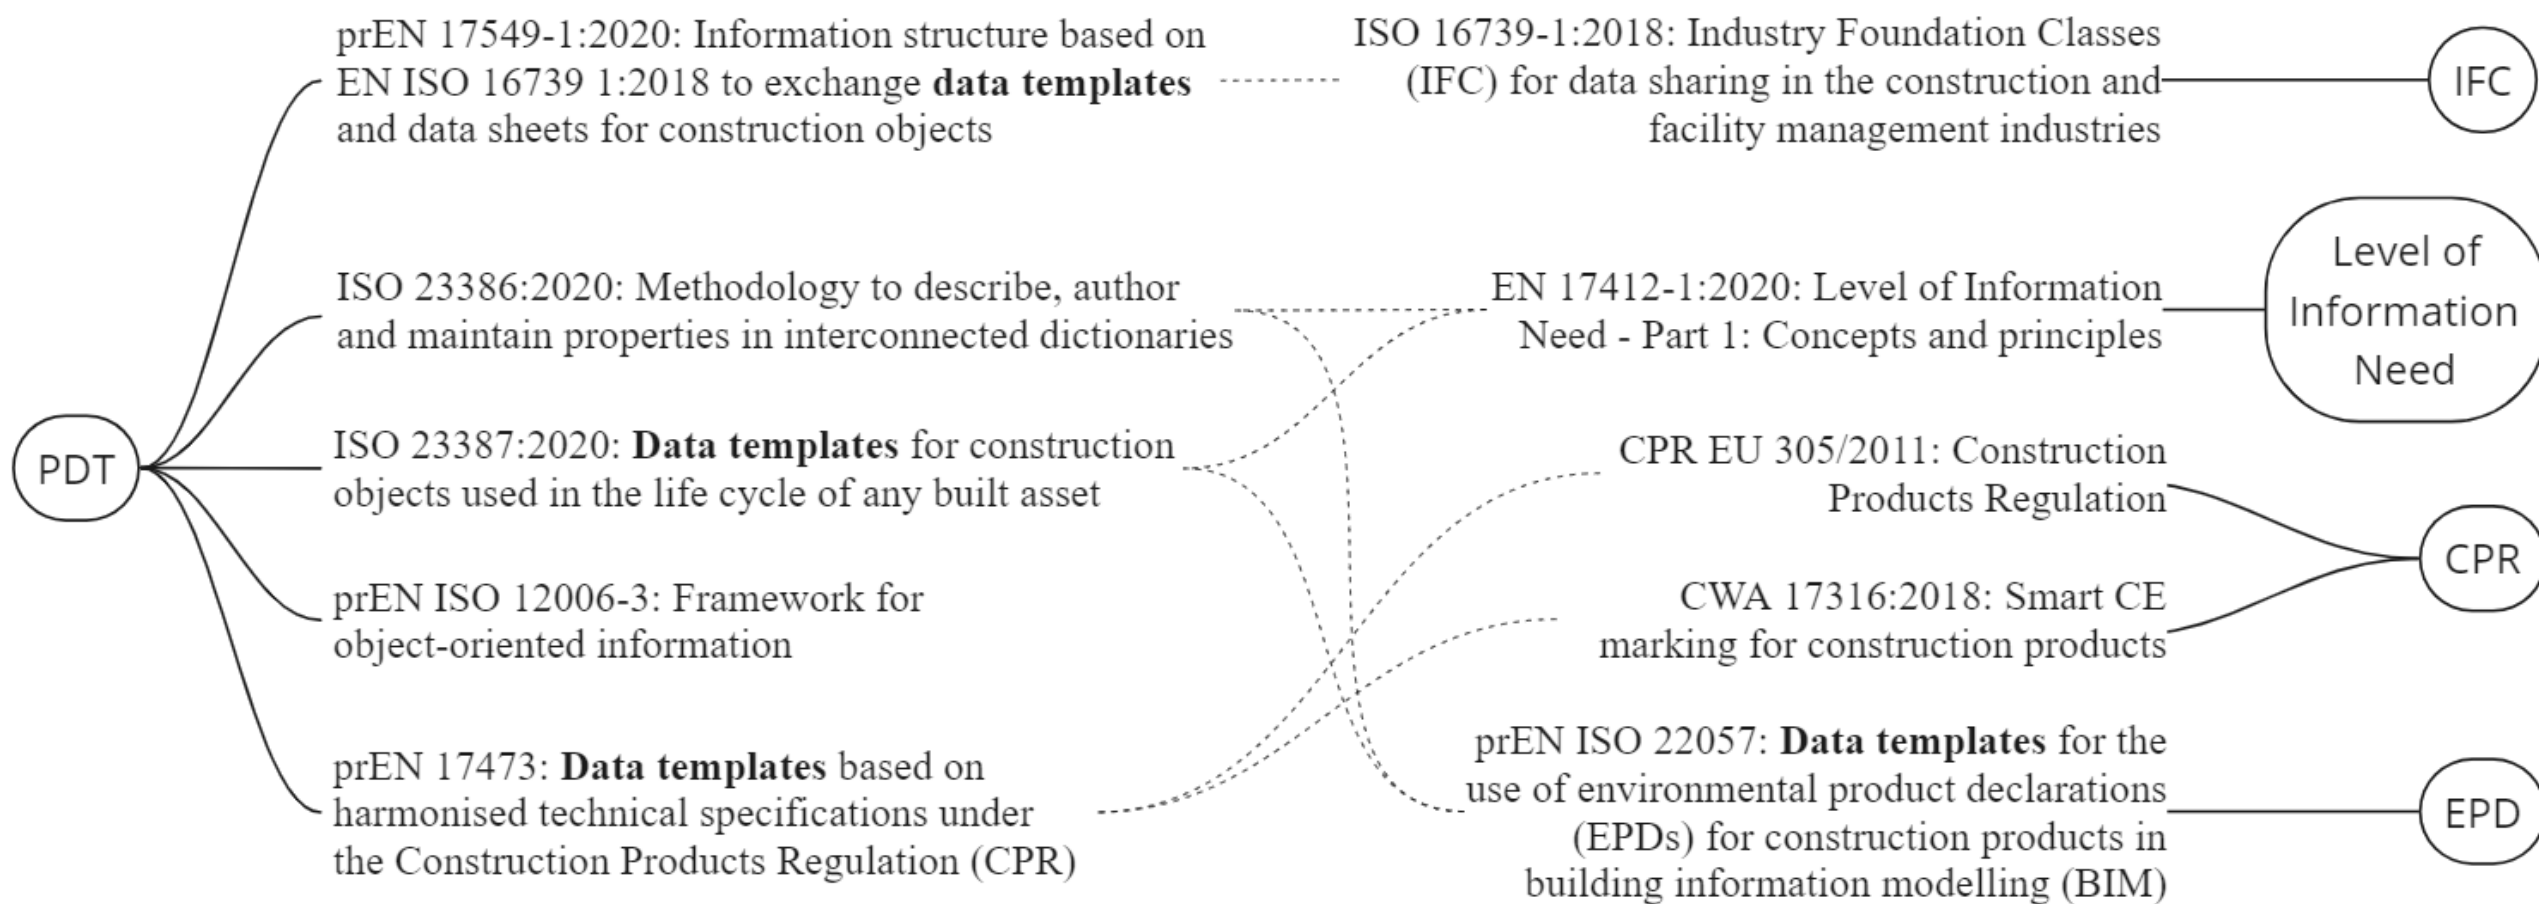 PDT
prEN 17549-1:2020: Information structure based on
EN ISO 16739 1:2018 to exchange data templates
and data sheets for construction objects
ISO 23386:2020: Methodology to describe, author
and maintain properties in interconnected dictionaries
ISO 23387:2020: Data templates for construction
objects used in the life cycle of any built asset
prEN ISO 12006-3: Framework for
object-oriented information
prEN 17473: Data templates based on
harmonised technical specifications under
the Construction Products Regulation (CPR)
ISO 16739-1:2018: Industry Foundation Classes
(IFC) for data sharing in the construction and
facility management industries
EN 17412-1:2020: Level of Information
Need - Part 1: Concepts and principles
CPR EU 305/2011: Construction
Products Regulation
CWA 17316:2018: Smart CE
marking for construction products
prEN ISO 22057: Data templates for the
use of environmental product declarations
(EPDs) for construction products in
building information modelling (BIM)
IFC
Level of
Information
Need
CPR
EPD